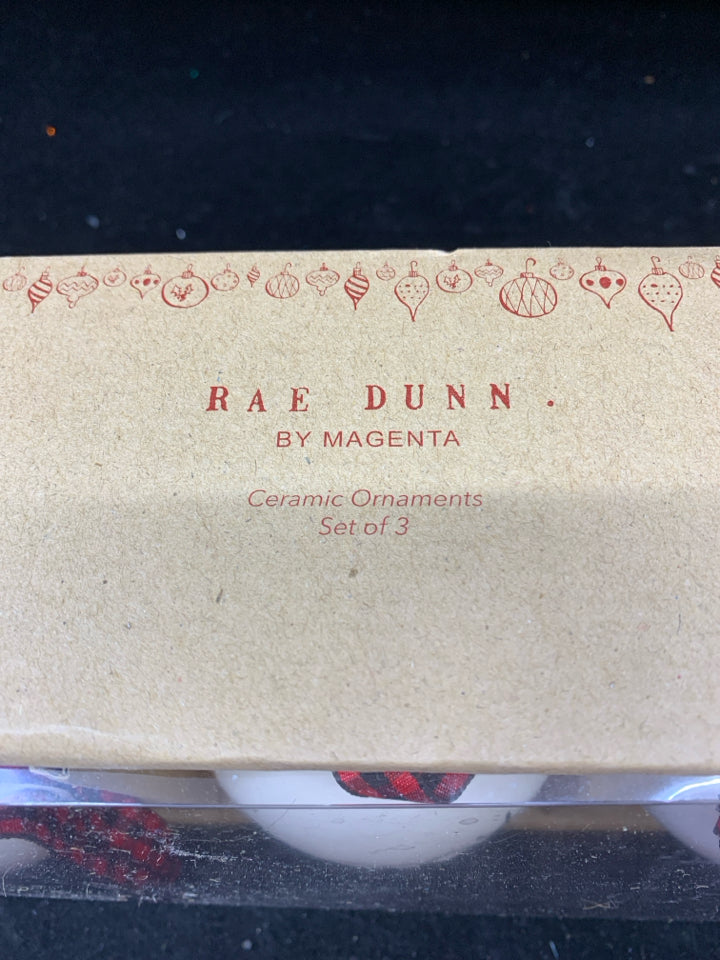 RAE DUNN.
BY MAGENTA
Ceramic Ornaments
Set of 3